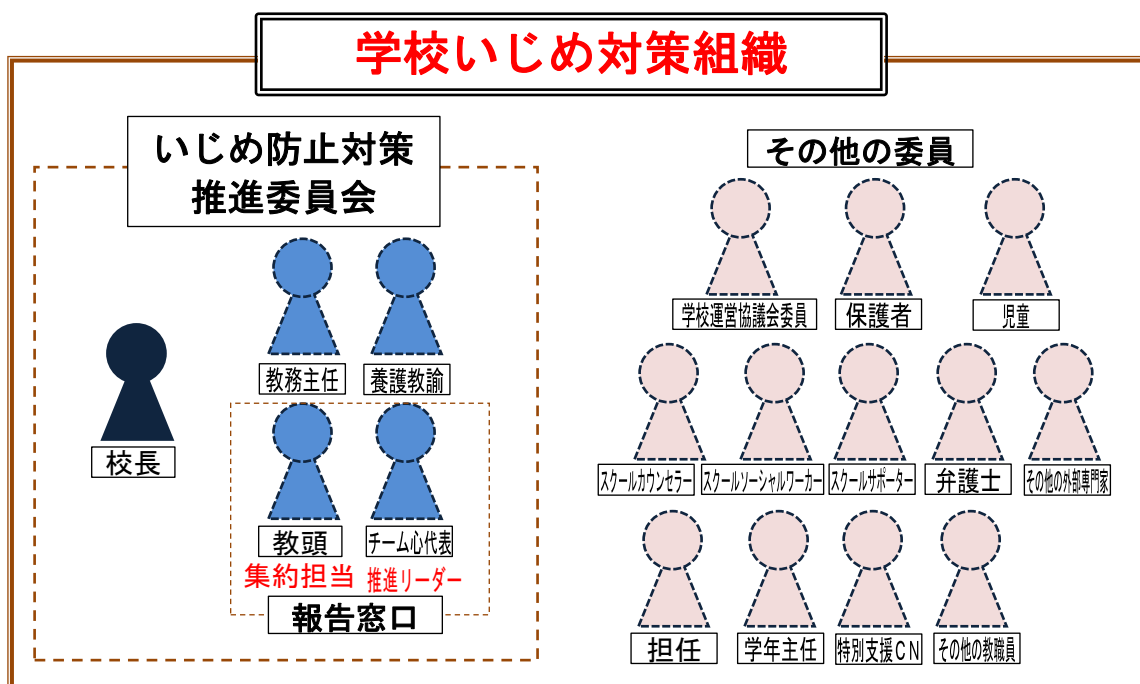 学校いじめ対策組織
いじめ防止対策
推進委員会
校長
教務主任
養護教諭
教頭
チーム心代表
集約担当
推進リーダー
報告窓口
その他の委員
学校運営協議会委員
保護者
児童
スクールカウンセラー
スクールソーシャルワーカー
スクールサポーター
弁護士
その他の外部専門家
担任
学年主任
特別支援CN
その他の教職員